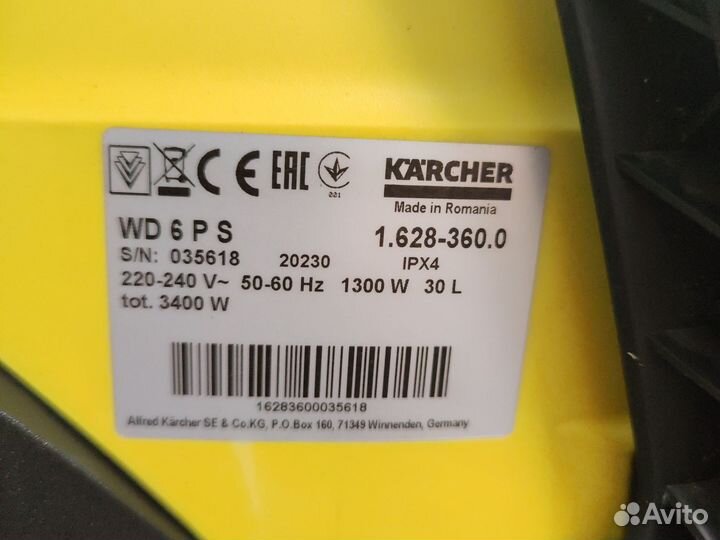 CE EAC 001 KÄRCHER
Made in Romania
WD 6 P S 1.628-360.0
S/N: 035618 20230 IPX4
220-240 V~ 50-60 Hz 1300 W 30 L
tot. 3400 W
16283600035618
Alfred Kärcher SE & Co.KG, P.O.Box 160, 71349 Winnenden, Germany
Avito